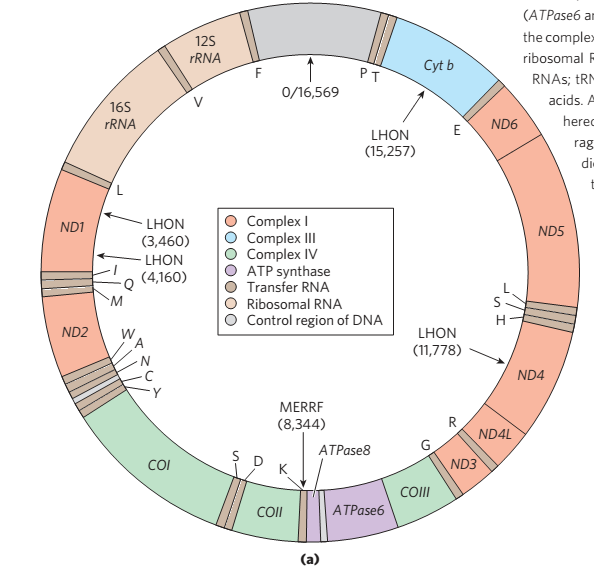 (ATPase6 an
the complex
ribosomal R
RNAs; tRN
acids. A
hered
rag
di
t
12S
rRNA
F
0/16,569
P
T
Cyt b
V
16S
rRNA
LHON
(15,257)
E
ND6
L
ND1
LHON
(3,460)
LHON
(4,160)
I
Q
M
ND2
W
A
N
C
Y
Complex I
Complex III
Complex IV
ATP synthase
Transfer RNA
Ribosomal RNA
Control region of DNA
ND5
L
S
H
LHON
(11,778)
ND4
R
ND4L
G
ND3
MERRF
(8,344)
ATPase8
COI
S
D
K
COII
ATPase6
COIII
(a)